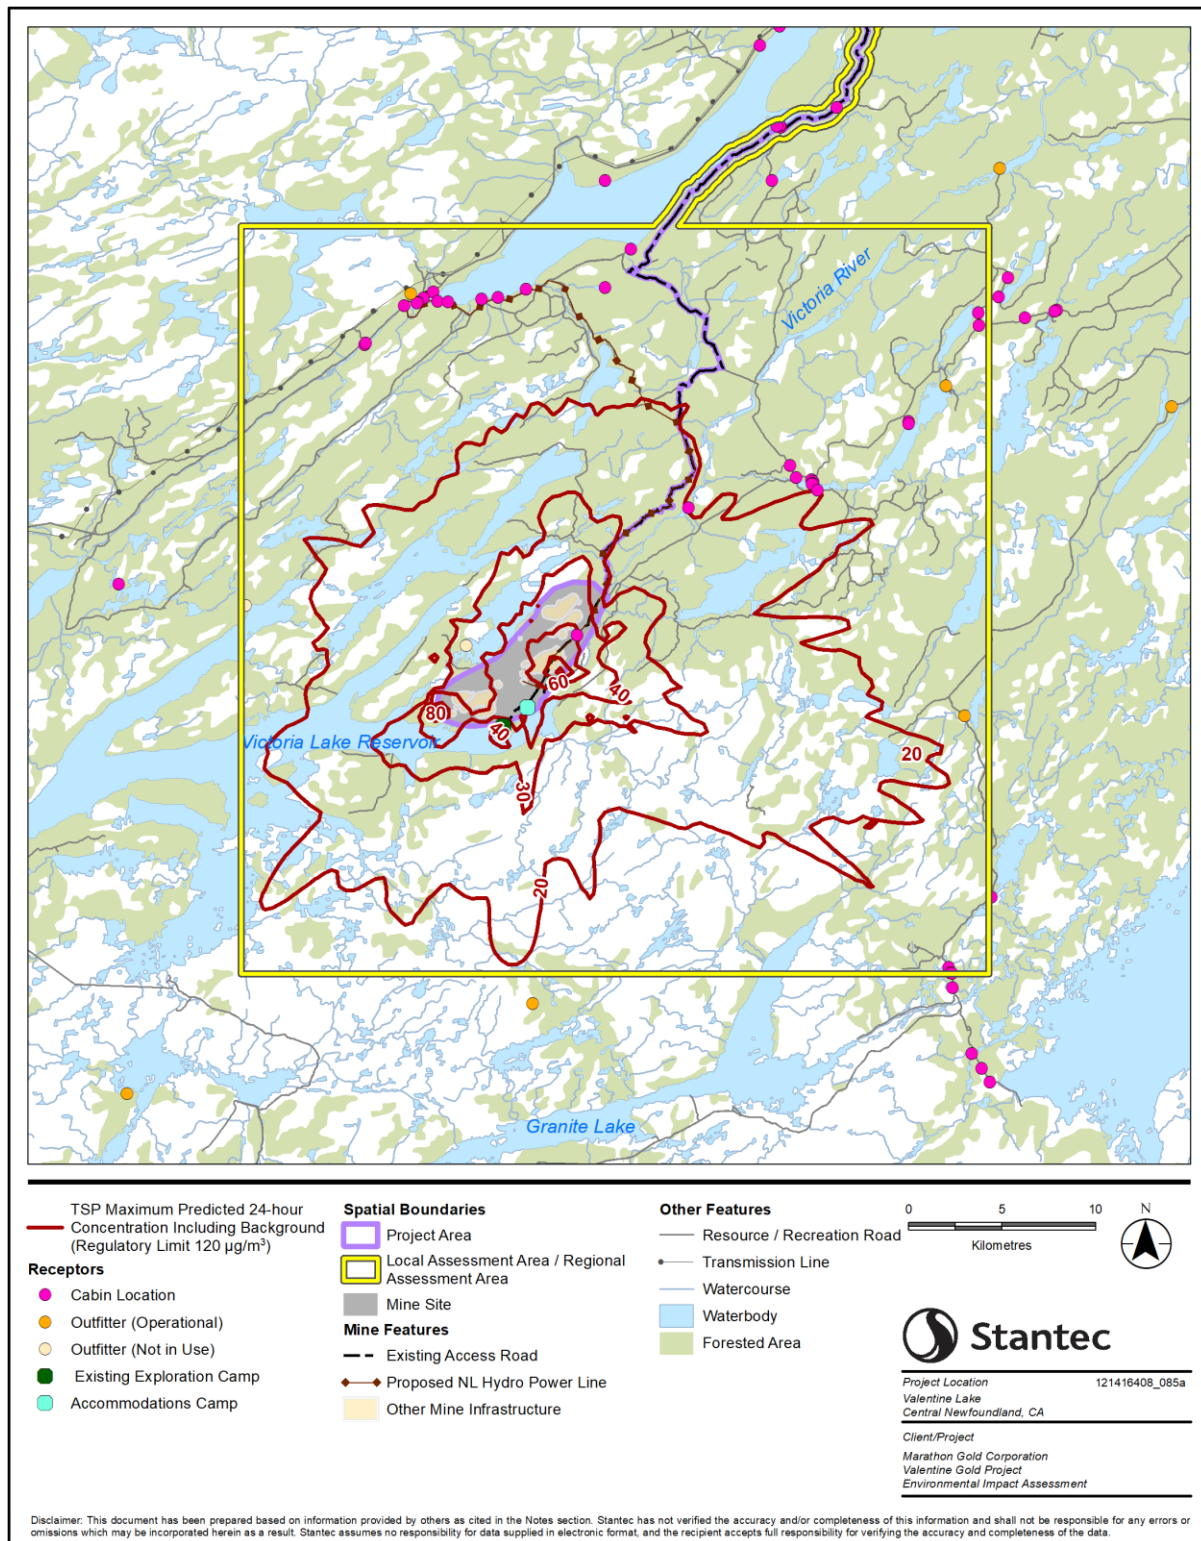 Victoria River
60
40
80
40
Victoria Lake Reservoir
20
30
20
Granite Lake
TSP Maximum Predicted 24-hour
Concentration Including Background
(Regulatory Limit 120 µg/m³)
Receptors
Cabin Location
Outfitter (Operational)
Outfitter (Not in Use)
Existing Exploration Camp
Accommodations Camp
Spatial Boundaries
Project Area
Local Assessment Area / Regional
Assessment Area
Mine Site
Mine Features
Existing Access Road
Proposed NL Hydro Power Line
Other Mine Infrastructure
Other Features
Resource / Recreation Road
Transmission Line
Watercourse
Waterbody
Forested Area
0 5 10
Kilometres
N
Stantec
Project Location 121416408_085a
Valentine Lake
Central Newfoundland, CA
Client/Project
Marathon Gold Corporation
Valentine Gold Project
Environmental Impact Assessment
Disclaimer: This document has been prepared based on information provided by others as cited in the Notes section. Stantec has not verified the accuracy and/or completeness of this information and shall not be responsible for any errors or
omissions which may be incorporated herein as a result. Stantec assumes no responsibility for data supplied in electronic format, and the recipient accepts full responsibility for verifying the accuracy and completeness of the data.